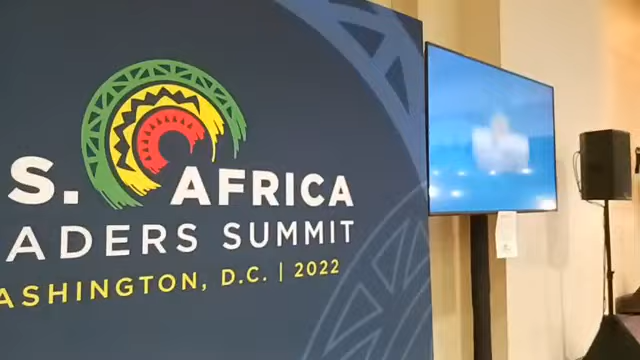 S. AFRICA
ADERS SUMMIT
ASHINGTON, D.C. | 2022